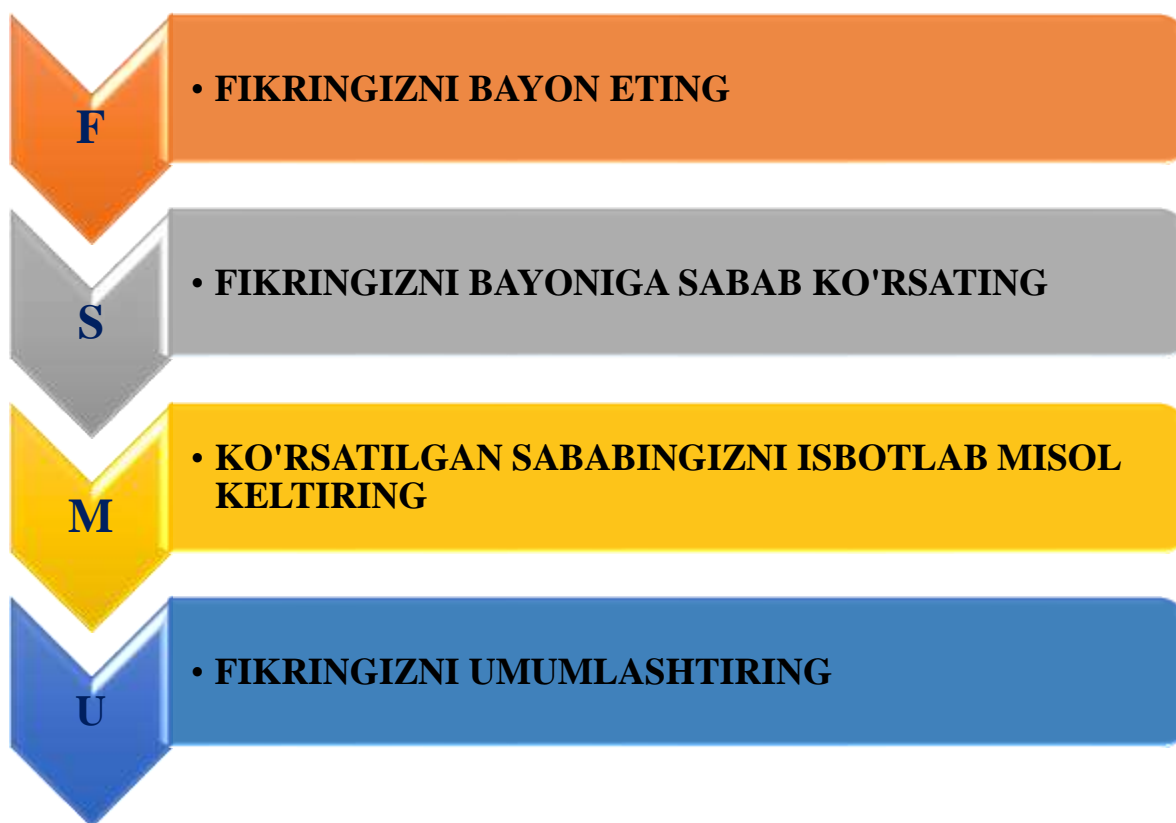 F
• FIKRINGIZNI BAYON ETING
S
• FIKRINGIZNI BAYONIGA SABAB KO'RSATING
M
• KO'RSATILGAN SABABINGIZNI ISBOTLAB MISOL
KELTIRING
U
• FIKRINGIZNI UMUMLASHTIRING